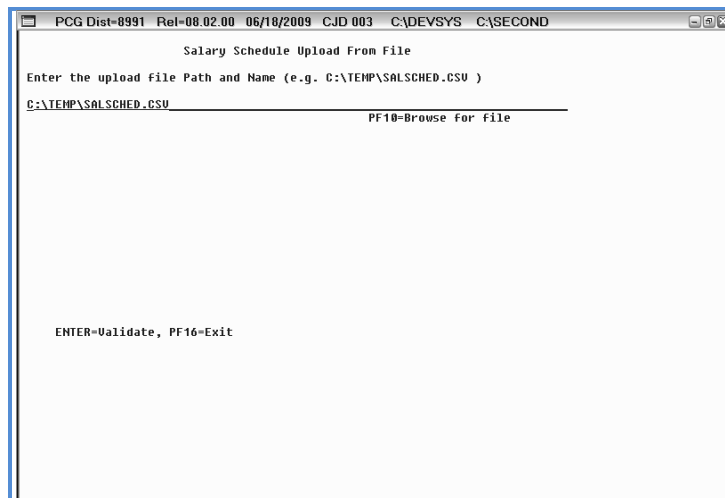 PCG Dist=8991 Rel=08.02.00 06/18/2009 CJD 003 C:\DEVSYS C:\SECOND
Salary Schedule Upload From File
Enter the upload file Path and Name (e.g. C:\TEMP\SALSCHED.CSV )
C:\TEMP\SALSCHED.CSV
PF10=Browse for file
ENTER=Validate, PF16=Exit